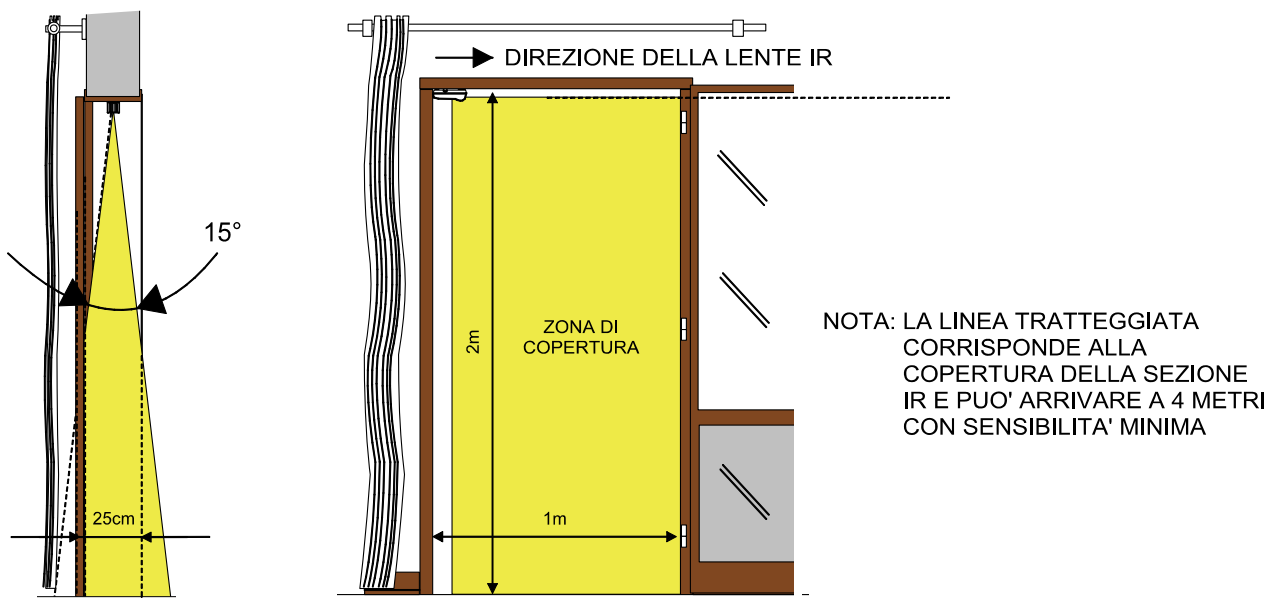 DIREZIONE DELLA LENTE IR
15°
ZONA DI
COPERTURA
2m
NOTA: LA LINEA TRATTEGGIATA
CORRISPONDE ALLA
COPERTURA DELLA SEZIONE
IR E PUO' ARRIVARE A 4 METRI
CON SENSIBILITA' MINIMA
25cm
1m